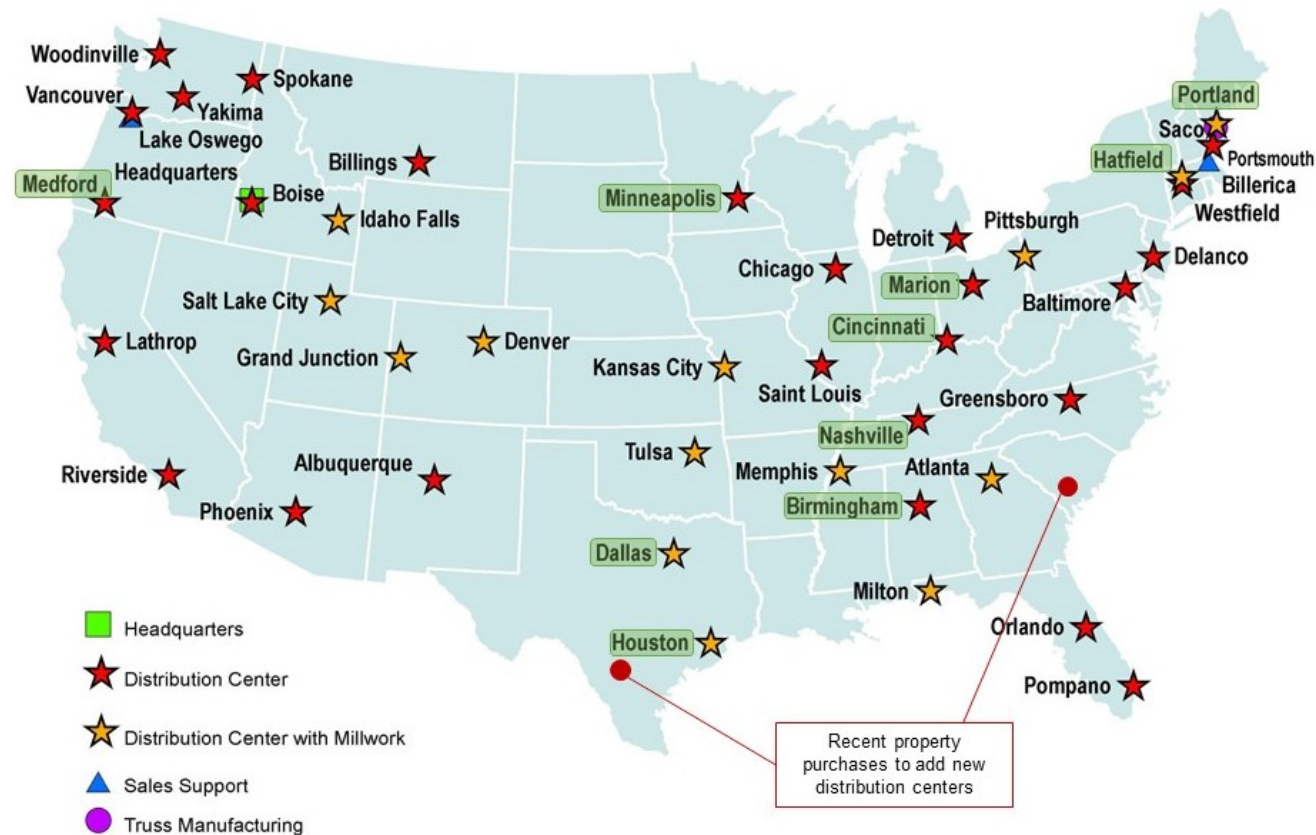 Woodinville
Spokane
Vancouver
Yakima
Lake Oswego
Headquarters
Medford
Boise
Billings
Idaho Falls
Salt Lake City
Lathrop
Grand Junction
Denver
Riverside
Phoenix
Albuquerque
Minneapolis
Chicago
Detroit
Pittsburgh
Marion
Cincinnati
Kansas City
Saint Louis
Tulsa
Nashville
Memphis
Atlanta
Birmingham
Greensboro
Baltimore
Delanco
Portland
Saco
Hatfield
Portsmouth
Billerica
Westfield
Dallas
Houston
Milton
Orlando
Pompano
Recent property
purchases to add new
distribution centers
Headquarters
Distribution Center
Distribution Center with Millwork
Sales Support
Truss Manufacturing